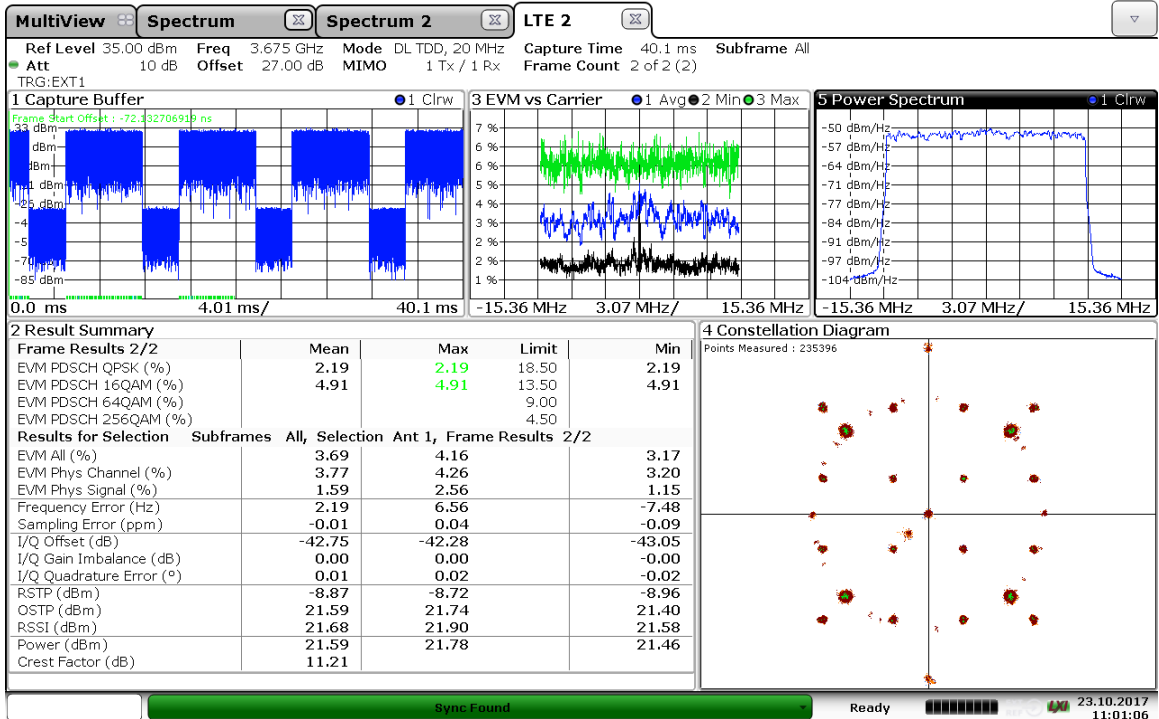 MultiView Spectrum Spectrum 2 LTE 2
Ref Level 35.00 dBm Freq 3.675 GHz Mode DL TDD, 20 MHz Capture Time 40.1 ms Subframe All
Att 10 dB Offset 27.00 dB MIMO 1 Tx / 1 Rx Frame Count 2 of 2 (2)
TRG:EXT1
1 Capture Buffer 1 Clrw
Frame Start Offset : -72.132706919 ns
33 dBm
dBm
dBm
dBm
-25 dBm
-85 dBm
0.0 ms 4.01 ms/ 40.1 ms
3 EVM vs Carrier 1 Avg 2 Min 3 Max
7 %
6 %
5 %
4 %
3 %
2 %
1 %
-15.36 MHz 3.07 MHz/ 15.36 MHz
5 Power Spectrum 1 Clrw
-50 dBm/Hz
-57 dBm/Hz
-64 dBm/Hz
-71 dBm/Hz
-77 dBm/Hz
-84 dBm/Hz
-91 dBm/Hz
-97 dBm/Hz
-104 dBm/Hz
-15.36 MHz 3.07 MHz/ 15.36 MHz
2 Result Summary
Frame Results 2/2 Mean Max Limit Min
EVM PDSCH QPSK (%) 2.19 2.19 18.50 2.19
EVM PDSCH 16QAM (%) 4.91 4.91 13.50 4.91
EVM PDSCH 64QAM (%) 9.00
EVM PDSCH 256QAM (%) 4.50
Results for Selection Subframes All, Selection Ant 1, Frame Results 2/2
EVM All (%) 3.69 4.16 3.17
EVM Phys Channel (%) 3.77 4.26 3.20
EVM Phys Signal (%) 1.59 2.56 1.15
Frequency Error (Hz) 2.19 6.56 -7.48
Sampling Error (ppm) -0.01 0.04 -0.09
I/Q Offset (dB) -42.75 -42.28 -43.05
I/Q Gain Imbalance (dB) 0.00 0.00 -0.00
I/Q Quadrature Error (°) 0.01 0.02 -0.02
RSTP (dBm) -8.87 -8.72 -8.96
OSTP (dBm) 21.59 21.74 21.40
RSSI (dBm) 21.68 21.90 21.58
Power (dBm) 21.59 21.78 21.46
Crest Factor (dB) 11.21
4 Constellation Diagram
Points Measured : 235396
Sync Found Ready LXI 23.10.2017
11:01:06